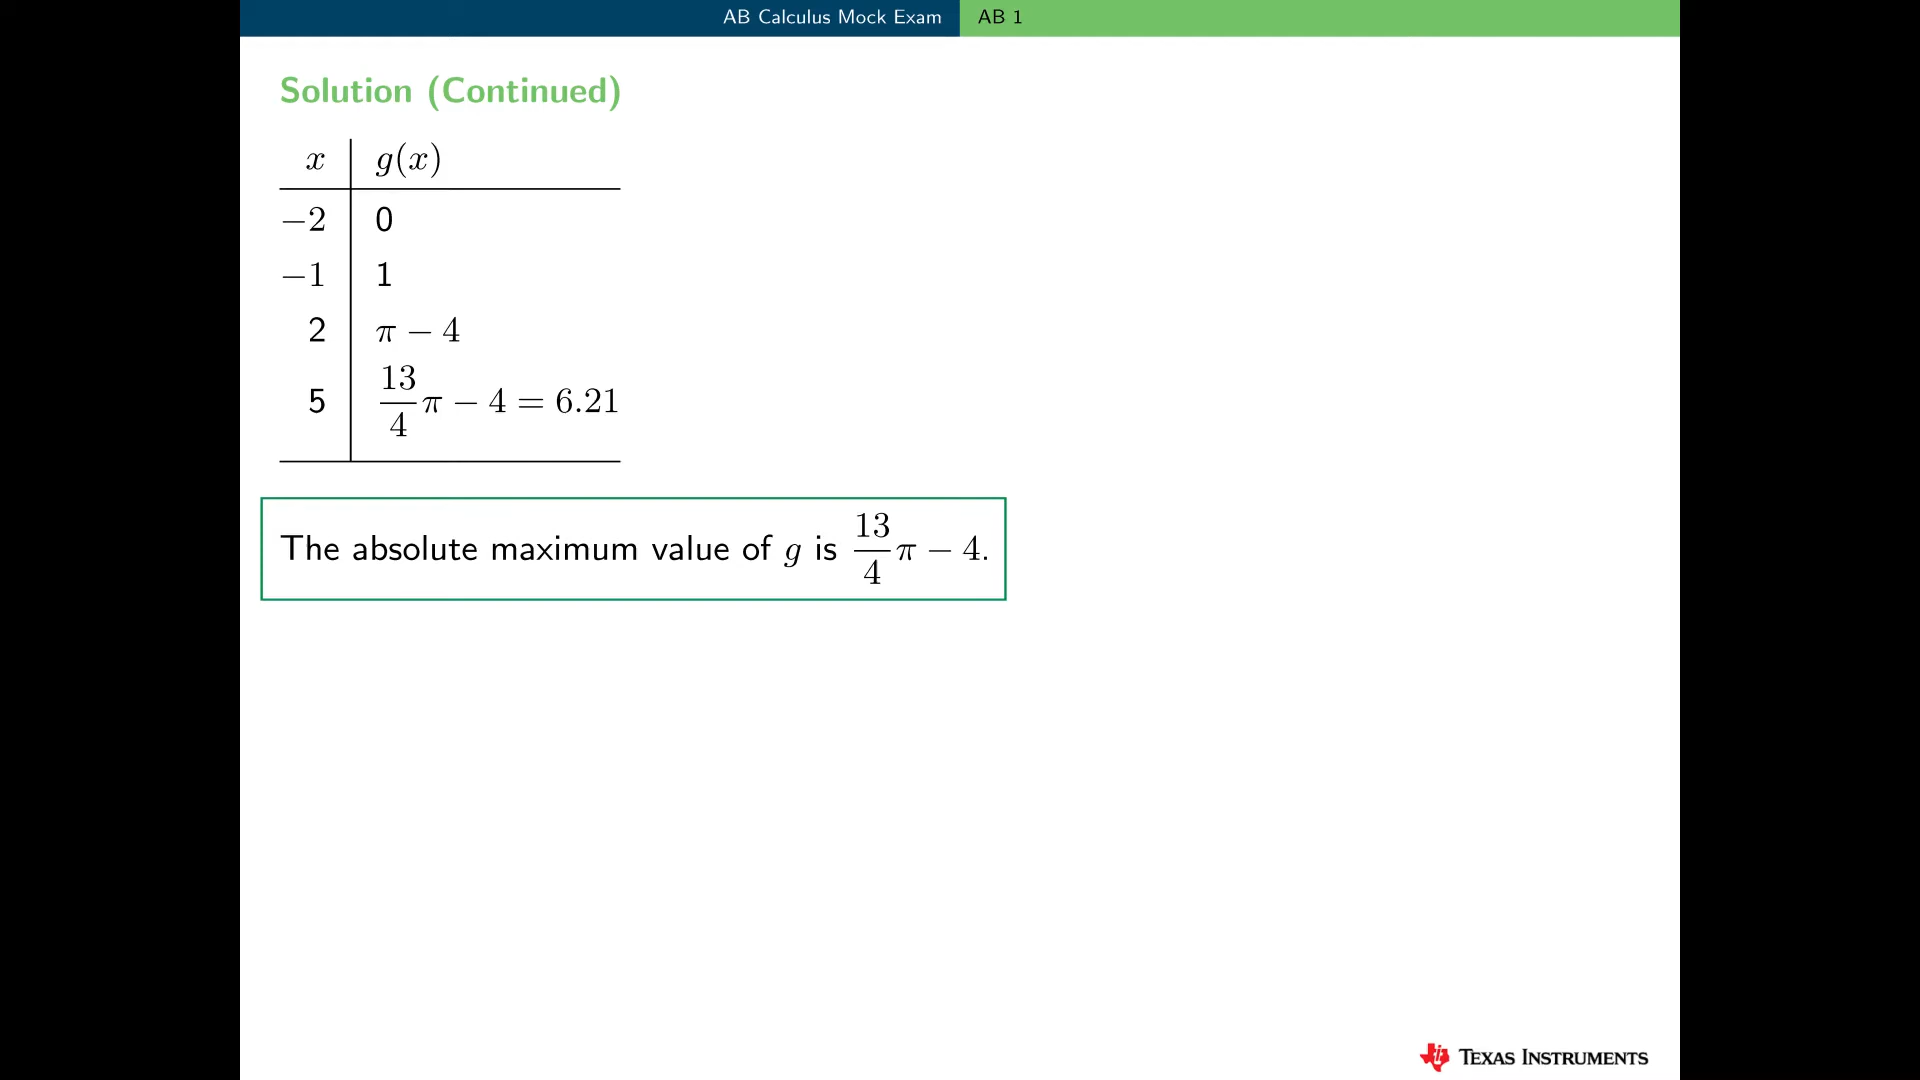 AB Calculus Mock Exam AB 1
Solution (Continued)
x g(x)
−2 0
−1 1
2 π − 4
5 13/4 π − 4 = 6.21
The absolute maximum value of g is 13/4 π − 4.
TEXAS INSTRUMENTS